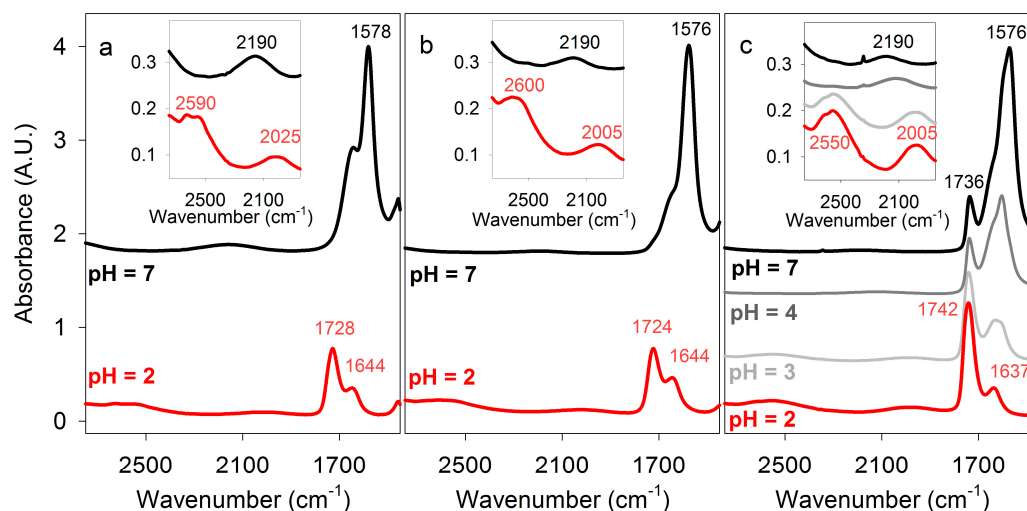 Absorbance (A.U.)
4
3
2
1
0
a
1578
2190
2590
2025
0.3
0.2
0.1
2500
2100
Wavenumber (cm⁻¹)
pH = 7
1728
1644
pH = 2
2500
2100
1700
Wavenumber (cm⁻¹)
b
1576
2190
2600
2005
0.3
0.2
0.1
2500
2100
Wavenumber (cm⁻¹)
pH = 7
1724
1644
pH = 2
2500
2100
1700
Wavenumber (cm⁻¹)
c
1576
2190
2550
2005
0.3
0.2
0.1
2500
2100
Wavenumber (cm⁻¹)
1736
pH = 7
1742
pH = 4
pH = 3
1637
pH = 2
2500
2100
1700
Wavenumber (cm⁻¹)